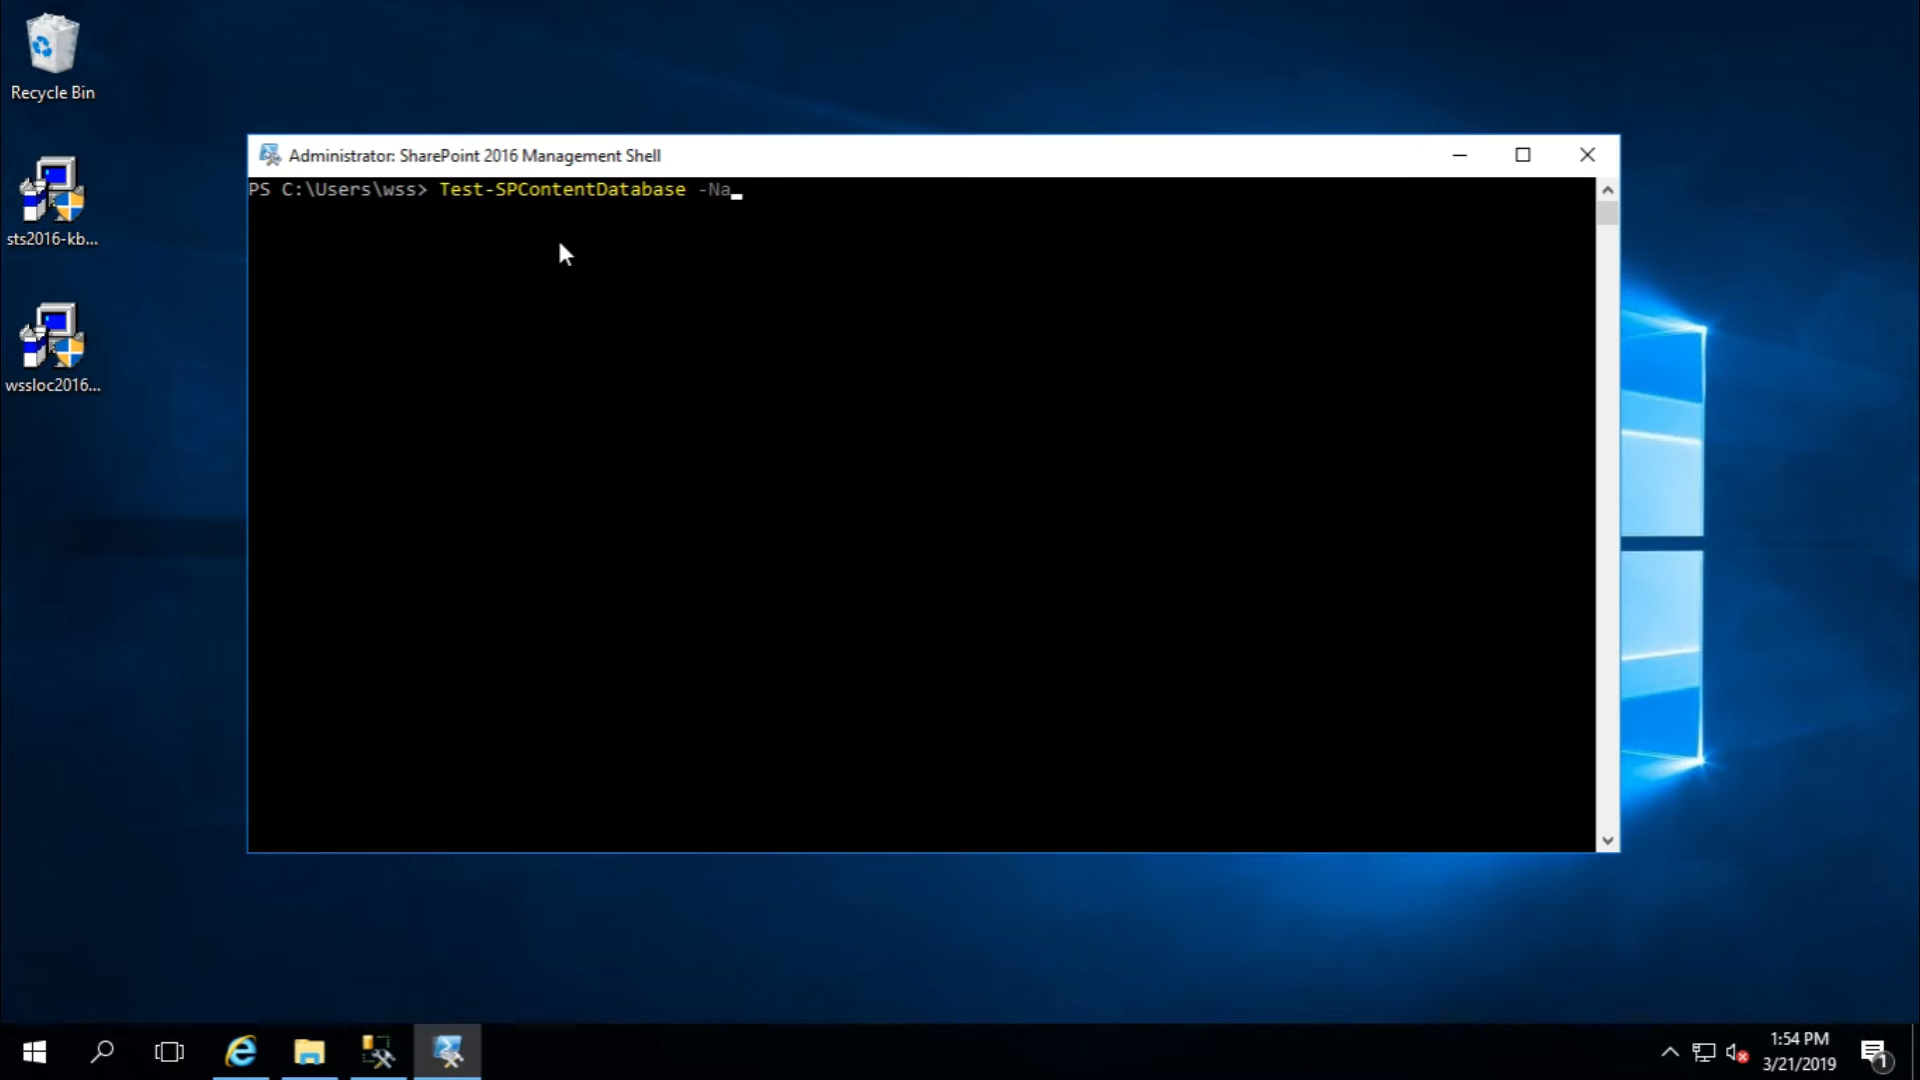 Recycle Bin
sts2016-kb...
wssloc2016...
Administrator: SharePoint 2016 Management Shell
PS C:\Users\wss> Test-SPContentDatabase -Na
1:54 PM
3/21/2019
1